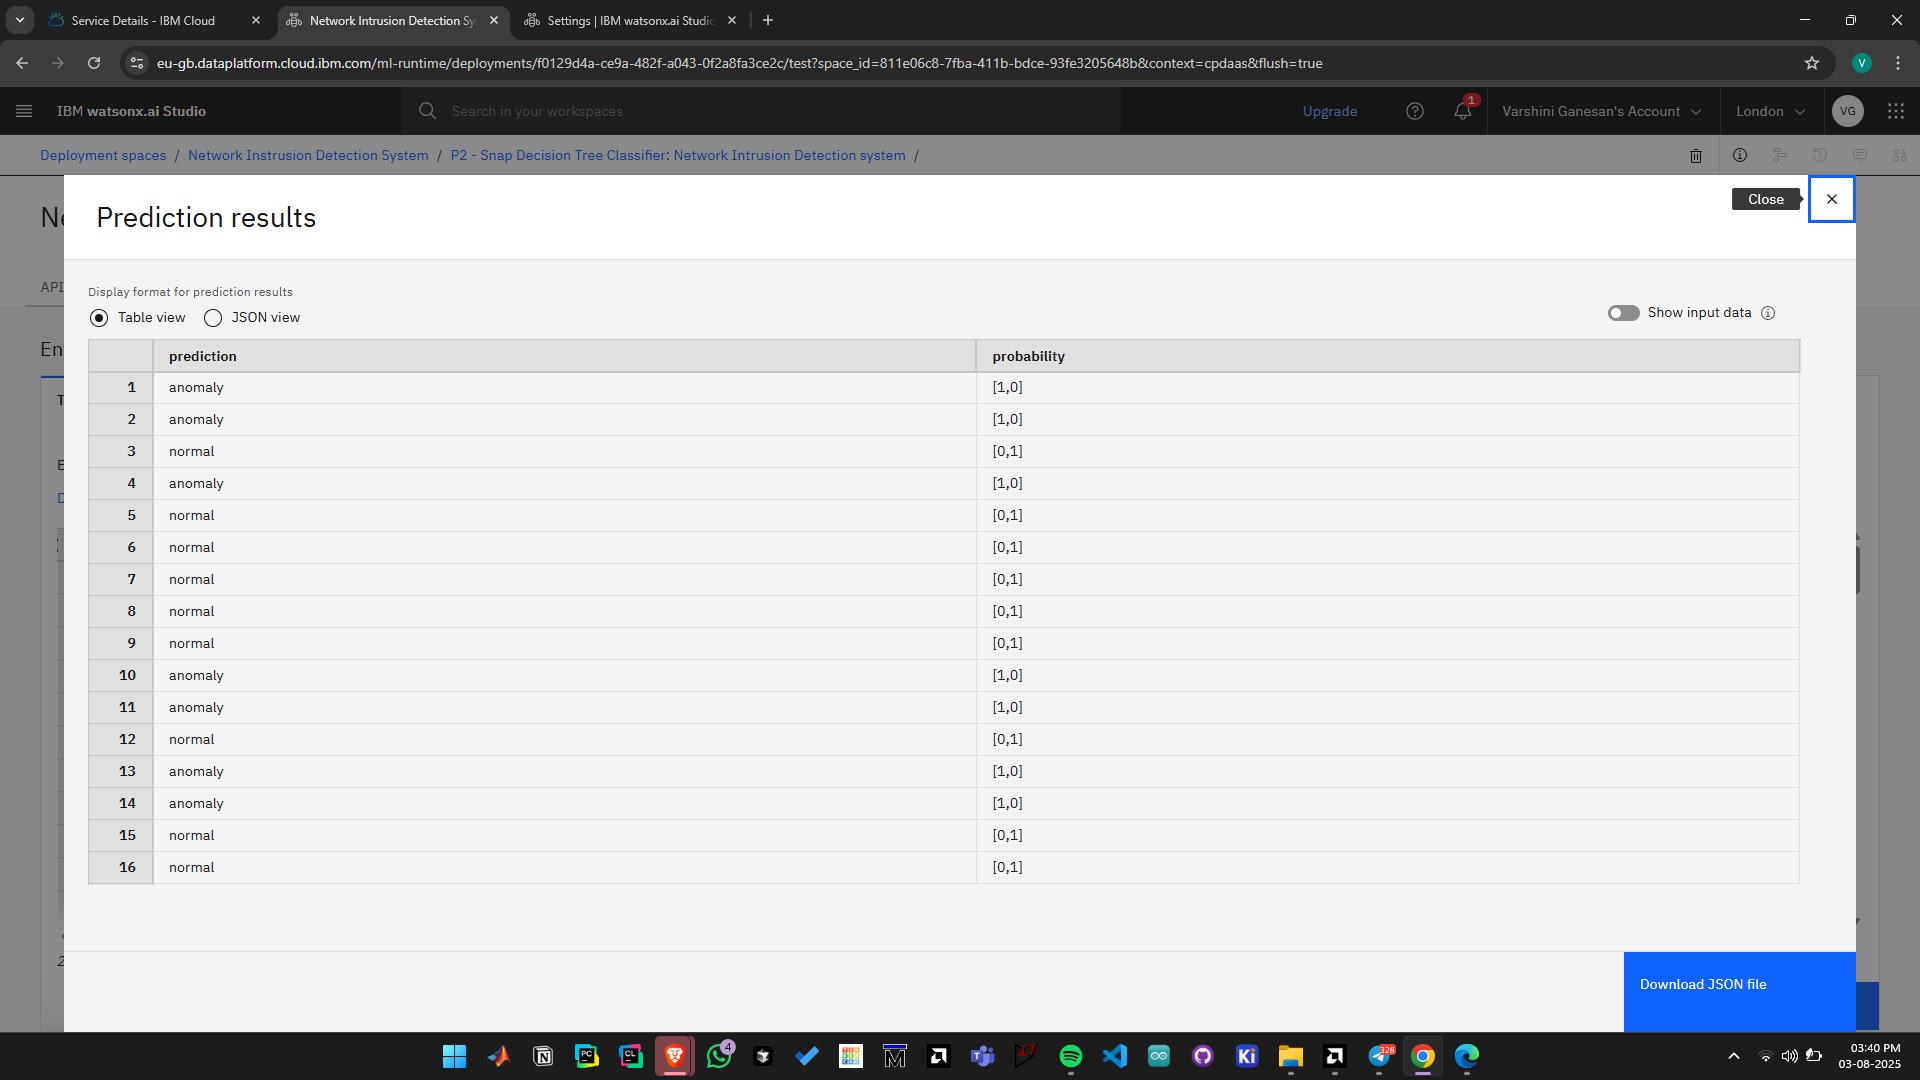 Service Details - IBM Cloud
Network Intrusion Detection Sy
Settings | IBM watsonx.ai Studio
eu-gb.dataplatform.cloud.ibm.com/ml-runtime/deployments/f0129d4a-ce9a-482f-a043-0f2a8fa3ce2c/test?space_id=811e06c8-7fba-411b-bdce-93fe3205648b&context=cpdaas&flush=true
V
IBM watsonx.ai Studio
Search in your workspaces
Upgrade
1
Varshini Ganesan's Account
London
VG
Deployment spaces / Network Instrusion Detection System / P2 - Snap Decision Tree Classifier: Network Intrusion Detection system /
Ne
Prediction results
Close
API
Display format for prediction results
Table view
JSON view
Show input data
En
prediction probability
1 anomaly [1,0]
2 anomaly [1,0]
3 normal [0,1]
4 anomaly [1,0]
5 normal [0,1]
6 normal [0,1]
7 normal [0,1]
8 normal [0,1]
9 normal [0,1]
10 anomaly [1,0]
11 anomaly [1,0]
12 normal [0,1]
13 anomaly [1,0]
14 anomaly [1,0]
15 normal [0,1]
16 normal [0,1]
Download JSON file
PC
CL
4
Ki
328
03:40 PM
03-08-2025